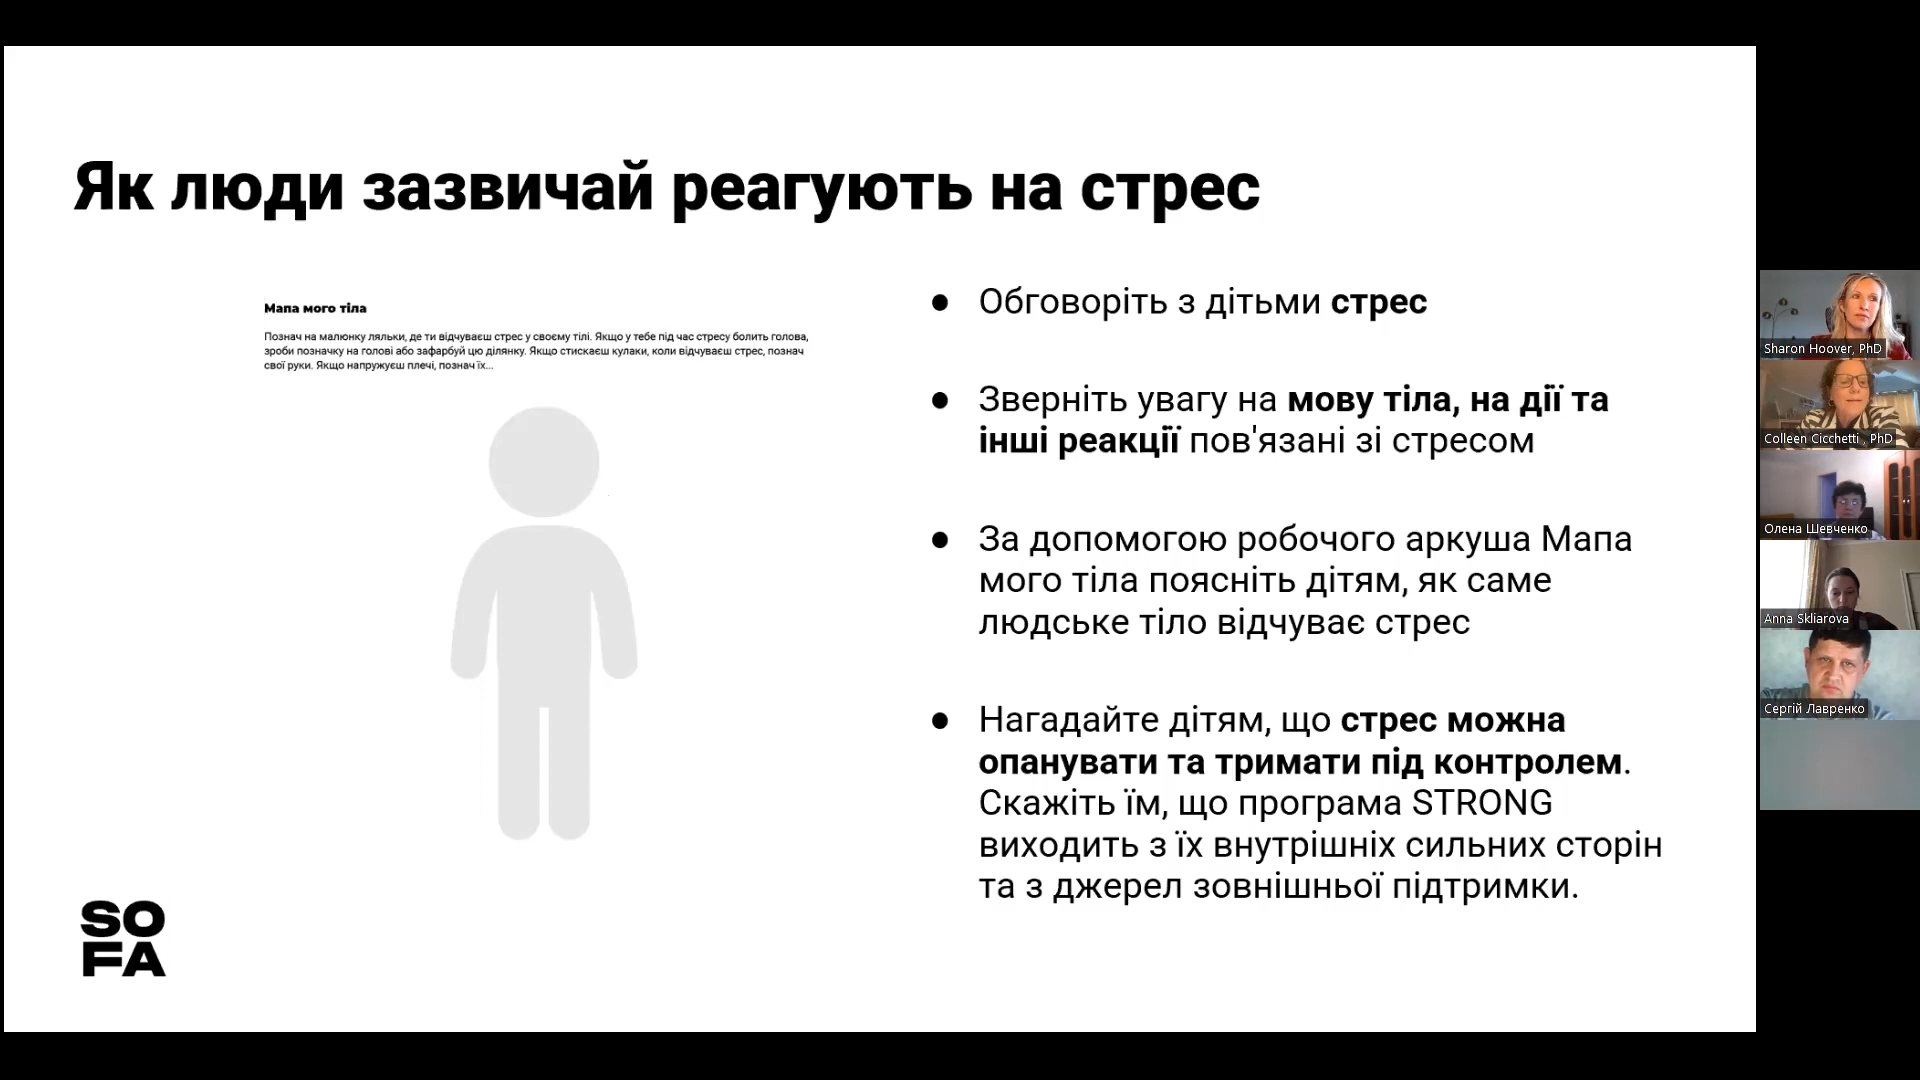 Як люди зазвичай реагують на стрес
Мапа мого тіла
Познач на малюнку ляльки, де ти відчуваєш стрес у своєму тілі. Якщо у тебе під час стресу болить голова,
зроби позначку на голові або зафарбуй цю ділянку. Якщо стискаєш кулаки, коли відчуваєш стрес, познач
свої руки. Якщо напружуєш плечі, познач їх...
● Обговоріть з дітьми стрес
● Зверніть увагу на мову тіла, на дії та
інші реакції пов'язані зі стресом
● За допомогою робочого аркуша Мапа
мого тіла поясніть дітям, як саме
людське тіло відчуває стрес
● Нагадайте дітям, що стрес можна
опанувати та тримати під контролем.
Скажіть їм, що програма STRONG
виходить з їх внутрішніх сильних сторін
та з джерел зовнішньої підтримки.
SO
FA
Sharon Hoover, PhD
Colleen Cicchetti , PhD
Олена Шевченко
Anna Skliarova
Сергій Лавренко